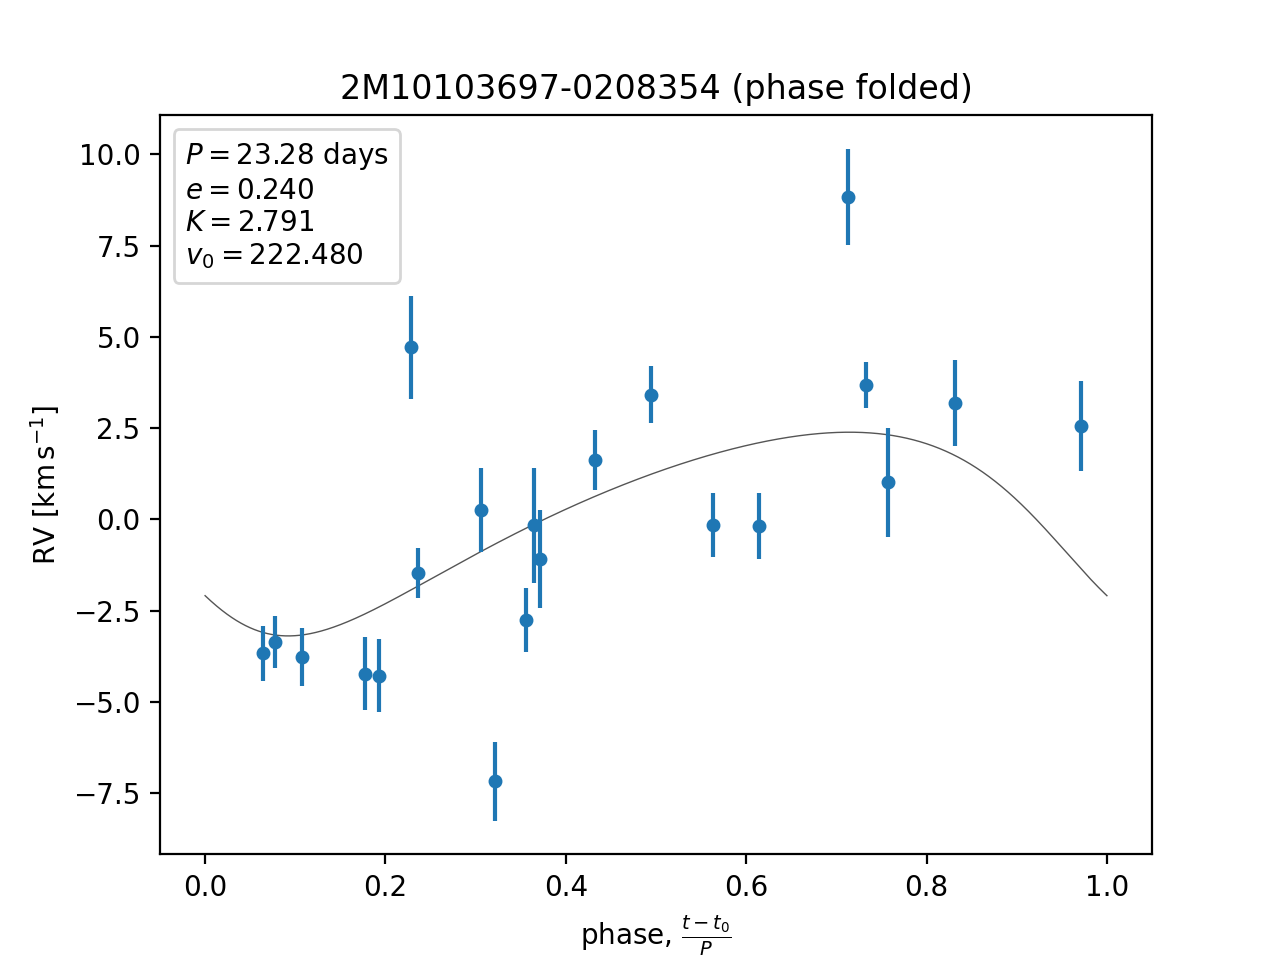 2M10103697-0208354 (phase folded)
P = 23.28 days
e = 0.240
K = 2.791
v₀ = 222.480
10.0
7.5
5.0
2.5
0.0
−2.5
−5.0
−7.5
RV [km s⁻¹]
0.0 0.2 0.4 0.6 0.8 1.0
phase, (t − t₀)/P